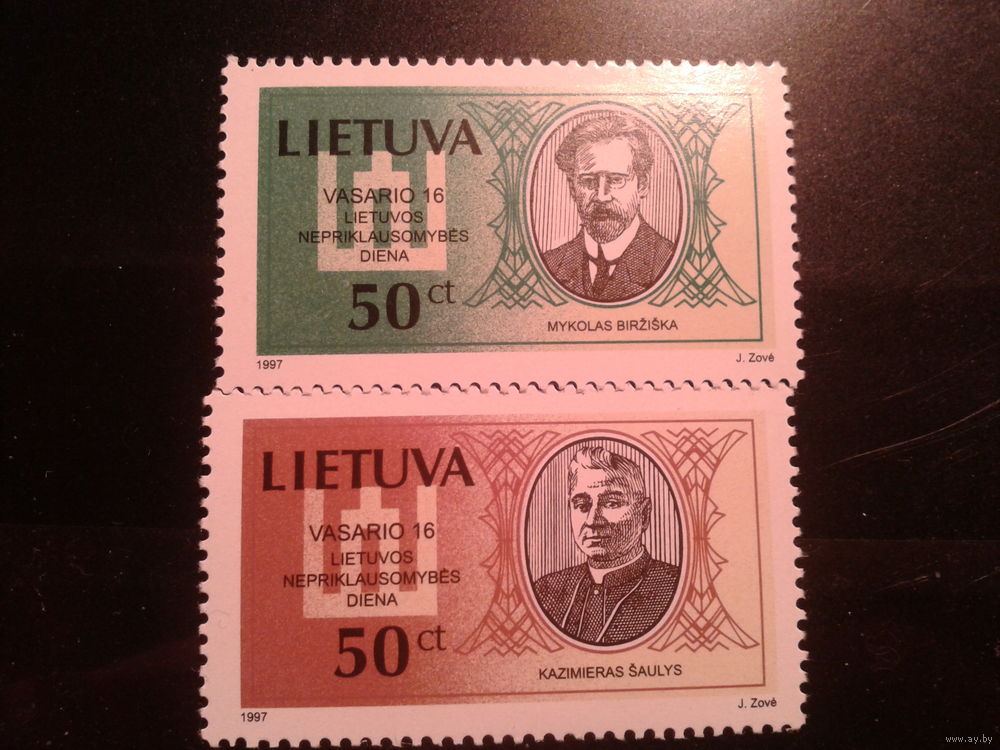 LIETUVA
VASARIO 16
LIETUVOS
NEPRIKLAUSOMYBĖS
DIENA
50 ct
MYKOLAS BIRŽIŠKA
1997
J. Zovė
LIETUVA
VASARIO 16
LIETUVOS
NEPRIKLAUSOMYBĖS
DIENA
50 ct
KAZIMIERAS ŠAULYS
1997
J. Zovė
www.ay.by